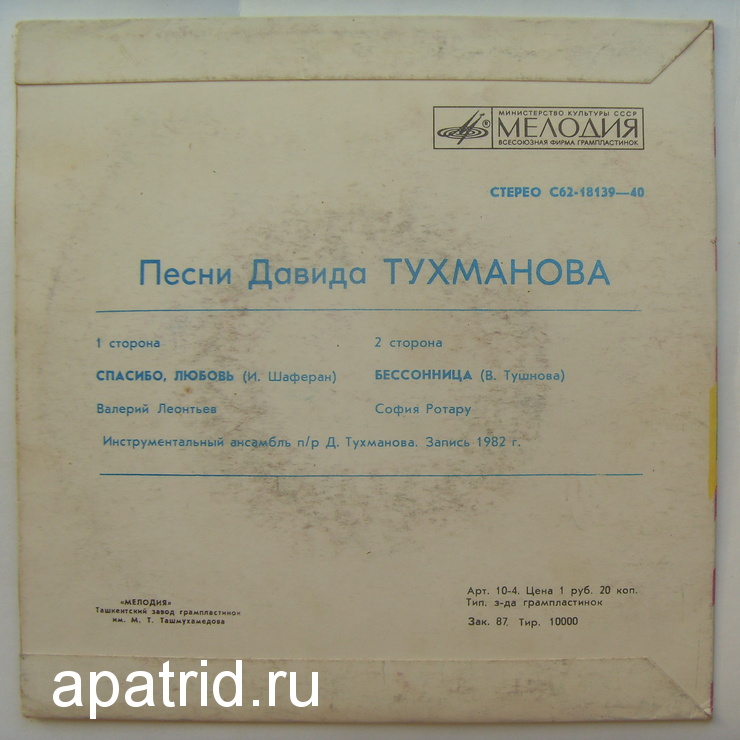 МИНИСТЕРСТВО КУЛЬТУРЫ СССР
МЕЛОДИЯ
ВСЕСОЮЗНАЯ ФИРМА ГРАМПЛАСТИНОК
СТЕРЕО С62-18139—40
Песни Давида ТУХМАНОВА
1 сторона
СПАСИБО, ЛЮБОВЬ (И. Шаферан)
Валерий Леонтьев
2 сторона
БЕССОННИЦА (В. Тушнова)
София Ротару
Инструментальный ансамбль п/р Д. Тухманова. Запись 1982 г.
«МЕЛОДИЯ»
Ташкентский завод грампластинок
им. М. Т. Ташмухамедова
Арт. 10-4. Цена 1 руб. 20 коп.
Тип. з-да грампластинок
Зак. 87. Тир. 10000
apatrid.ru